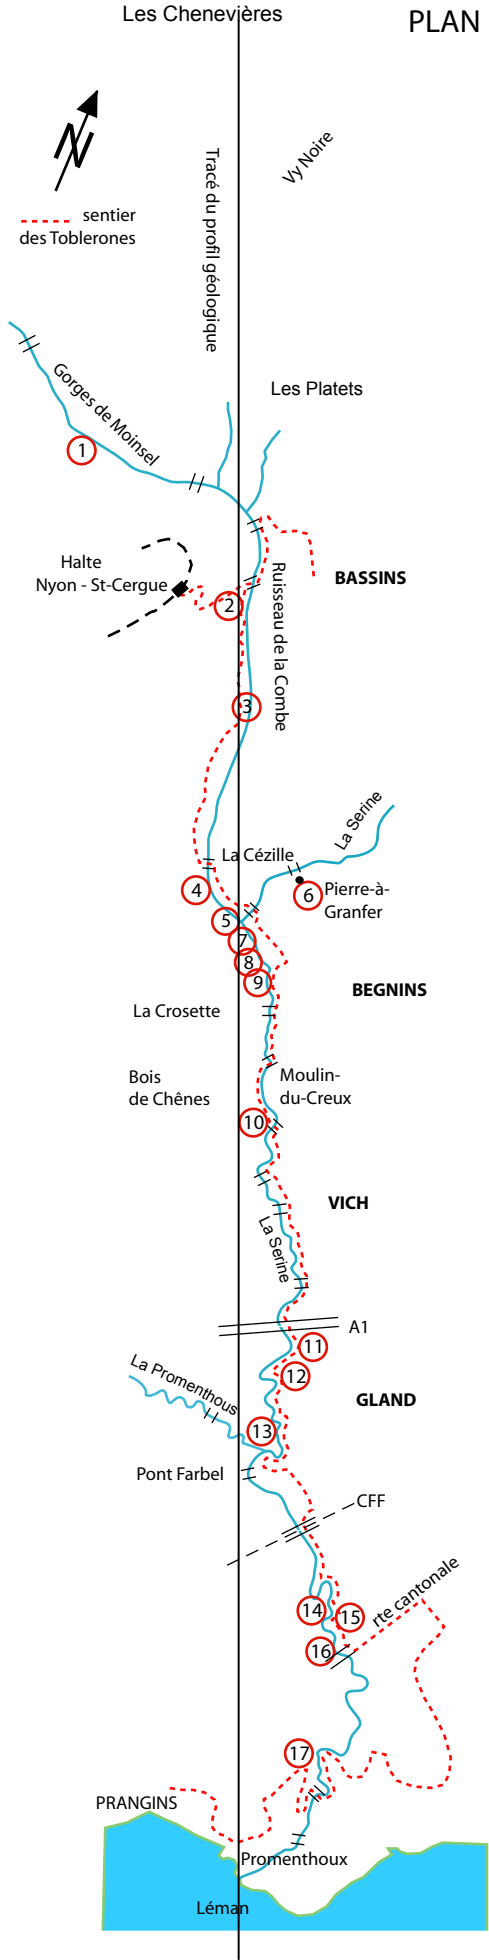 Les Chenevières
PLAN
N
Vy Noire
Tracé du profil géologique
sentier
des Toblerones
Gorges de Moinsel
Les Platets
1
Halte
Nyon - St-Cergue
BASSINS
2
Ruisseau de la Combe
3
La Serine
La Cézille
4
6
Pierre-à-
Granfer
5
7
8
9
BEGNINS
La Crosette
Bois
de Chênes
Moulin-
du-Creux
10
VICH
La Serine
A1
11
12
La Promenthous
GLAND
13
Pont Farbel
CFF
rte cantonale
14
15
16
17
PRANGINS
Promenthoux
Léman